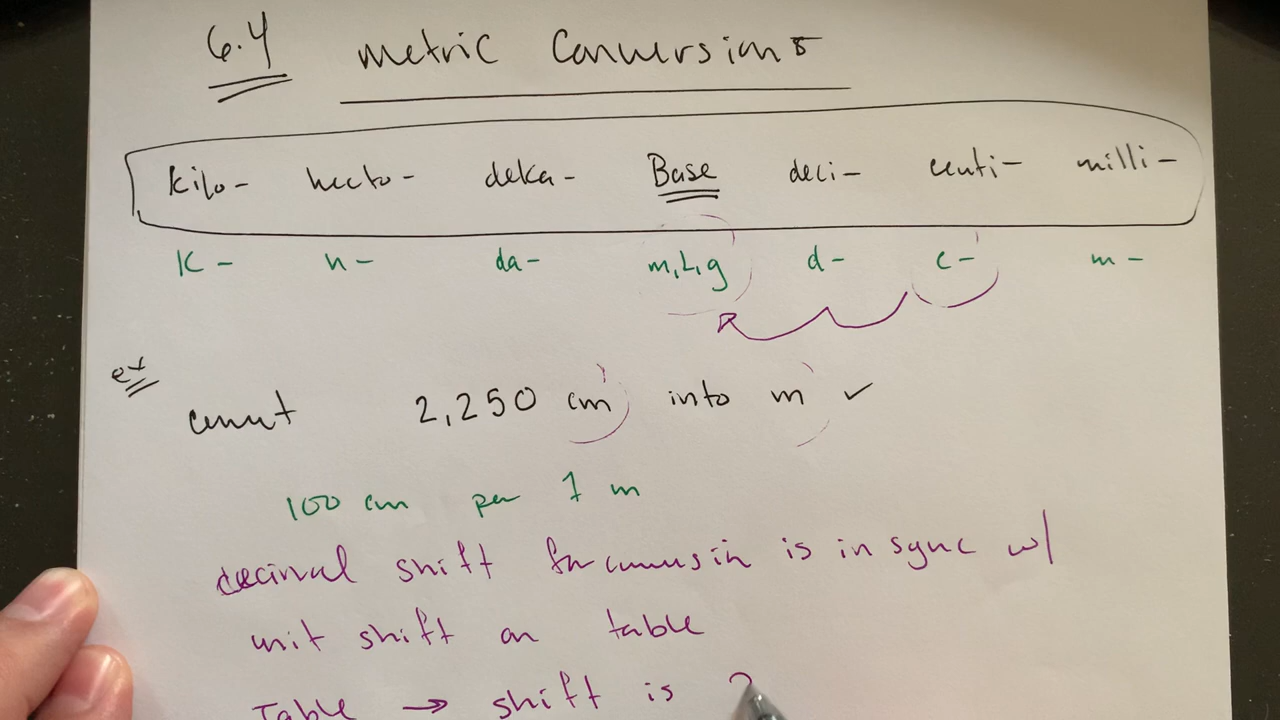 6.4 metric Conversions
kilo- hecto- deka- Base deci- centi- milli-
K- h- da- m, L, g d- c- m-
ex
convert 2,250 cm into m ✓
100 cm per 1 m
decimal shift for conversion is in sync w/
unit shift on table
Table → shift is